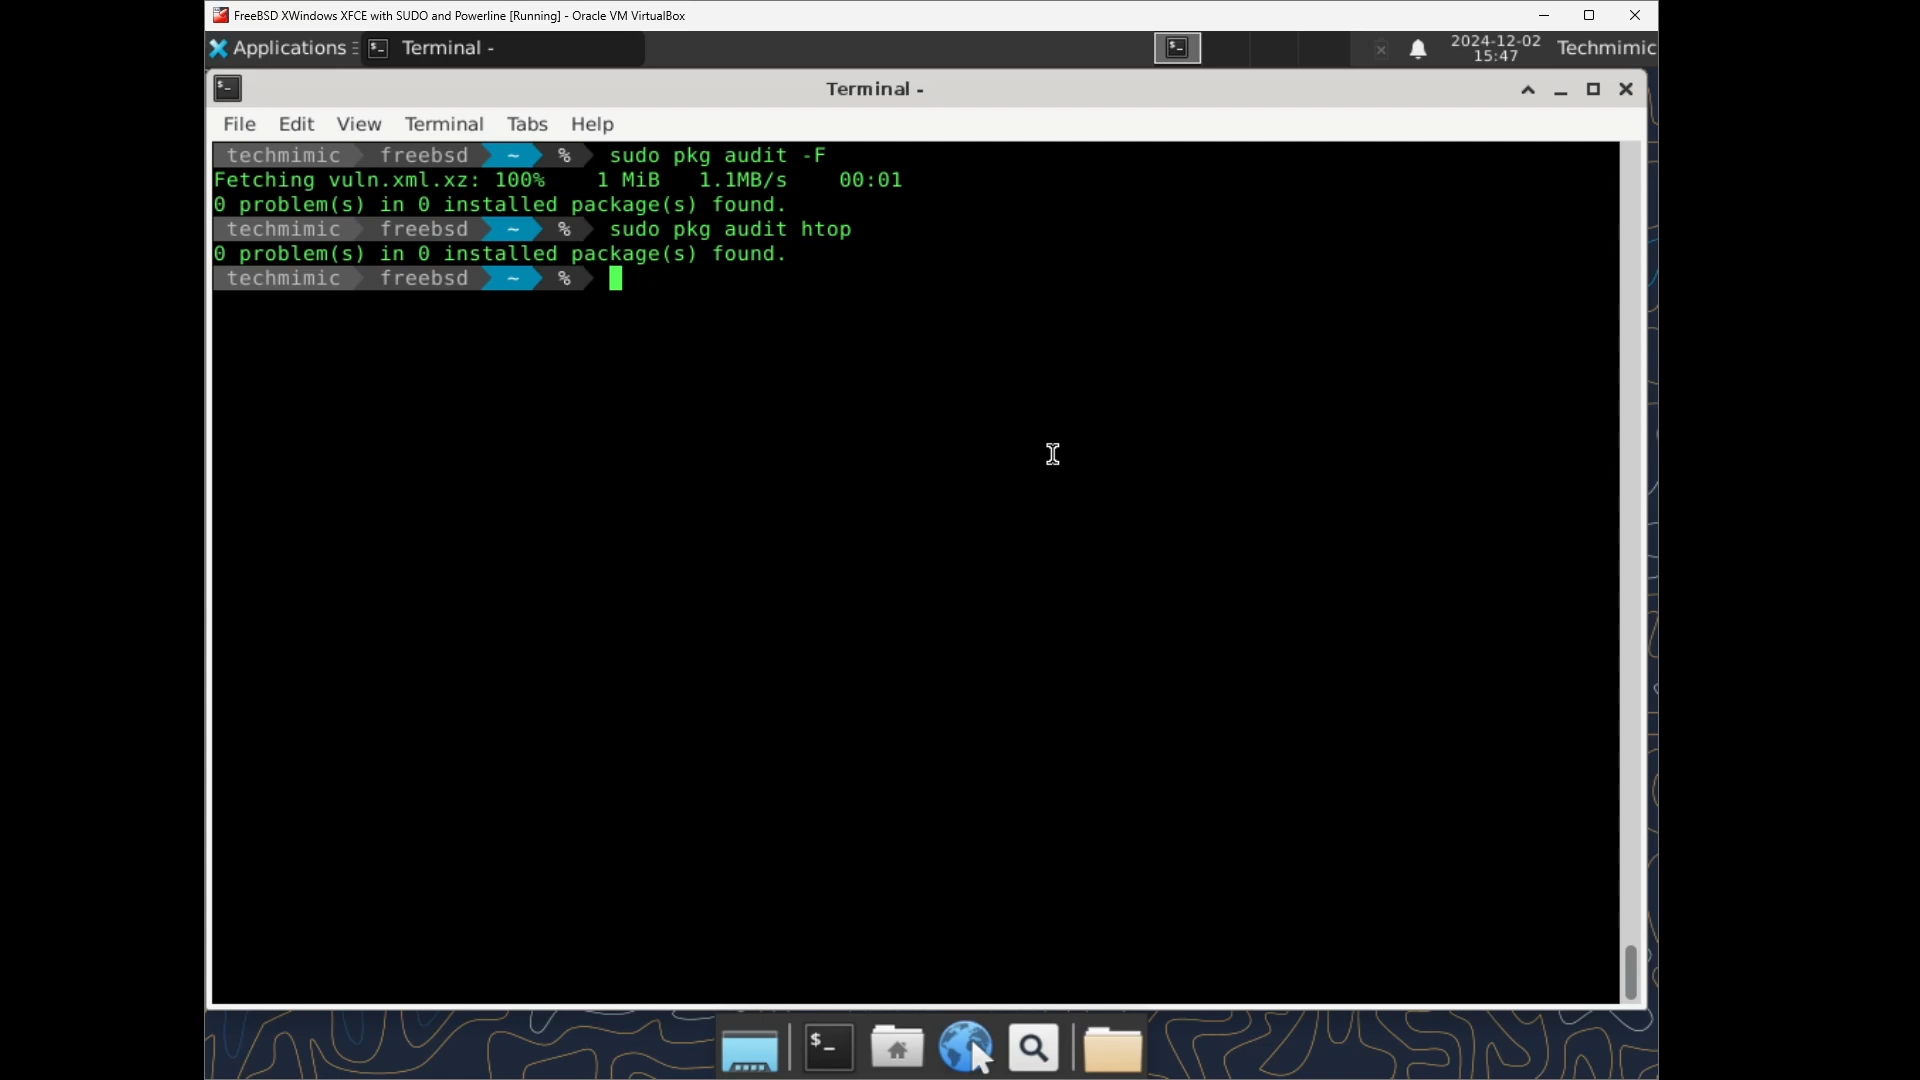 FreeBSD XWindows XFCE with SUDO and Powerline [Running] - Oracle VM VirtualBox
Applications Terminal - 2024-12-02 15:47 Techmimic
Terminal -
File Edit View Terminal Tabs Help
techmimic freebsd ~ % sudo pkg audit -F
Fetching vuln.xml.xz: 100% 1 MiB 1.1MB/s 00:01
0 problem(s) in 0 installed package(s) found.
techmimic freebsd ~ % sudo pkg audit htop
0 problem(s) in 0 installed package(s) found.
techmimic freebsd ~ %